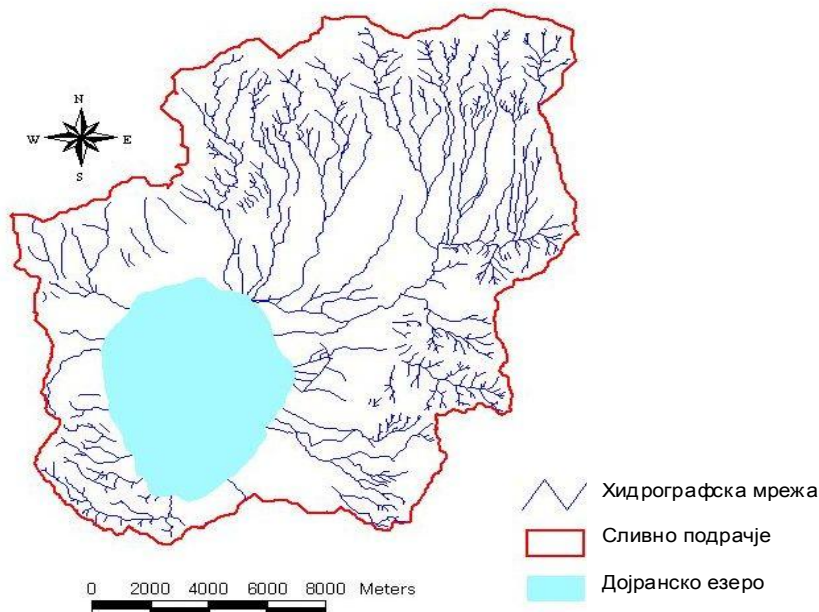 N
W E
S
Хидрографска мрежа
Сливно подрачје
Дојранско езеро
0 2000 4000 6000 8000 Meters